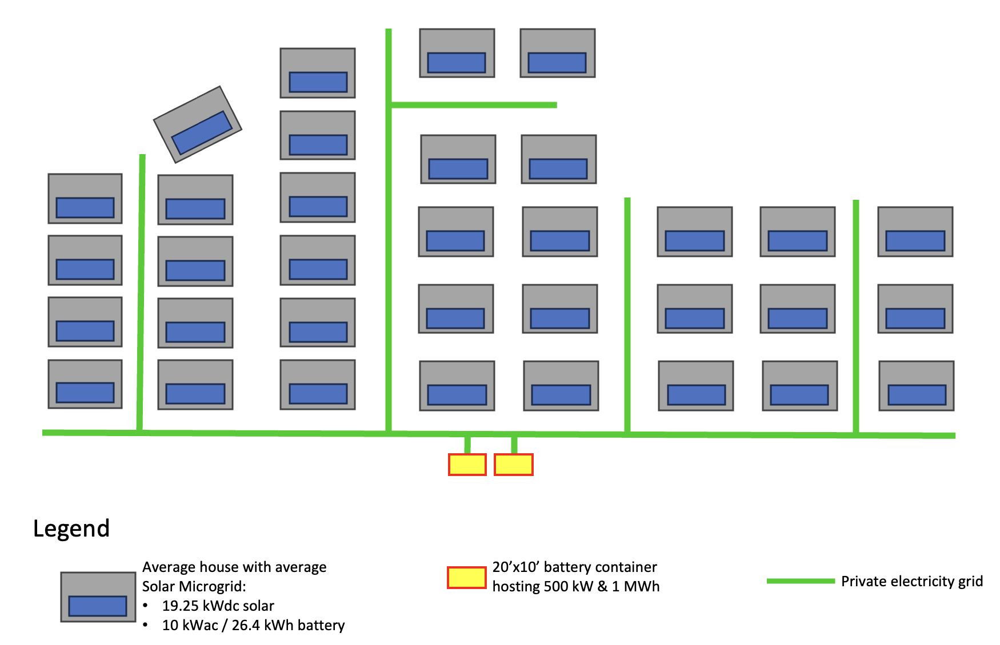 Legend
Average house with average
Solar Microgrid:
• 19.25 kWdc solar
• 10 kWac / 26.4 kWh battery
20’x10’ battery container
hosting 500 kW & 1 MWh
Private electricity grid